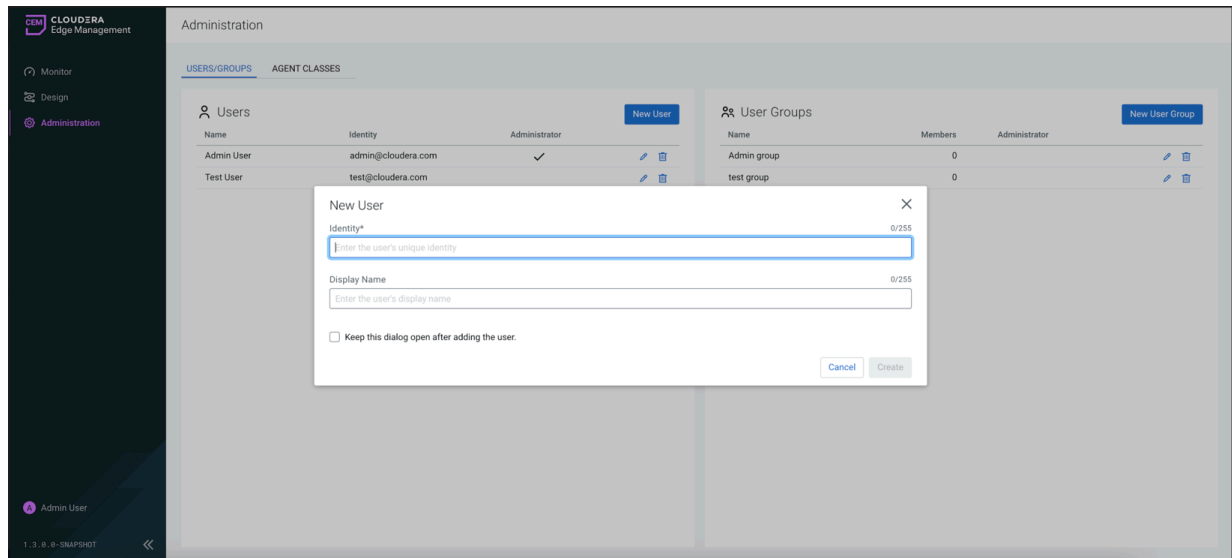 CEM CLOUDERA
Edge Management
Administration
Monitor
Design
Administration
USERS/GROUPS AGENT CLASSES
Users New User
Name Identity Administrator
Admin User admin@cloudera.com
Test User test@cloudera.com
User Groups New User Group
Name Members Administrator
Admin group 0
test group 0
New User
Identity* 0/255
Enter the user's unique identity
Display Name 0/255
Enter the user's display name
Keep this dialog open after adding the user.
Cancel Create
A Admin User
1.3.0.0-SNAPSHOT